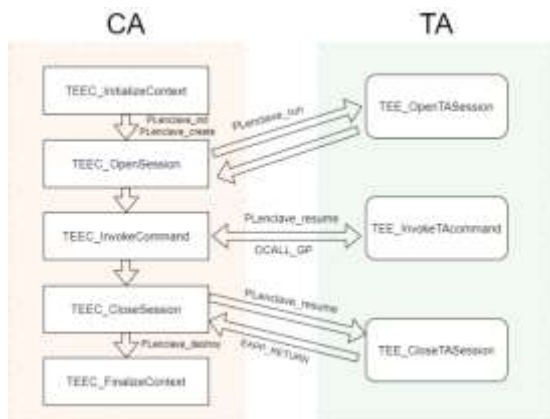 CA
TA
TEEC_InitializeContext
PLenclave_init
PLenclave_create
PLenclave_run
TEE_OpenTASession
TEEC_OpenSession
PLenclave_resume
TEEC_InvokeCommand
TEE_InvokeTAcommand
OCALL_GP
TEEC_CloseSession
PLenclave_resume
PLenclave_destroy
EAPP_RETURN
TEE_CloseTASession
TEEC_FinalizeContext